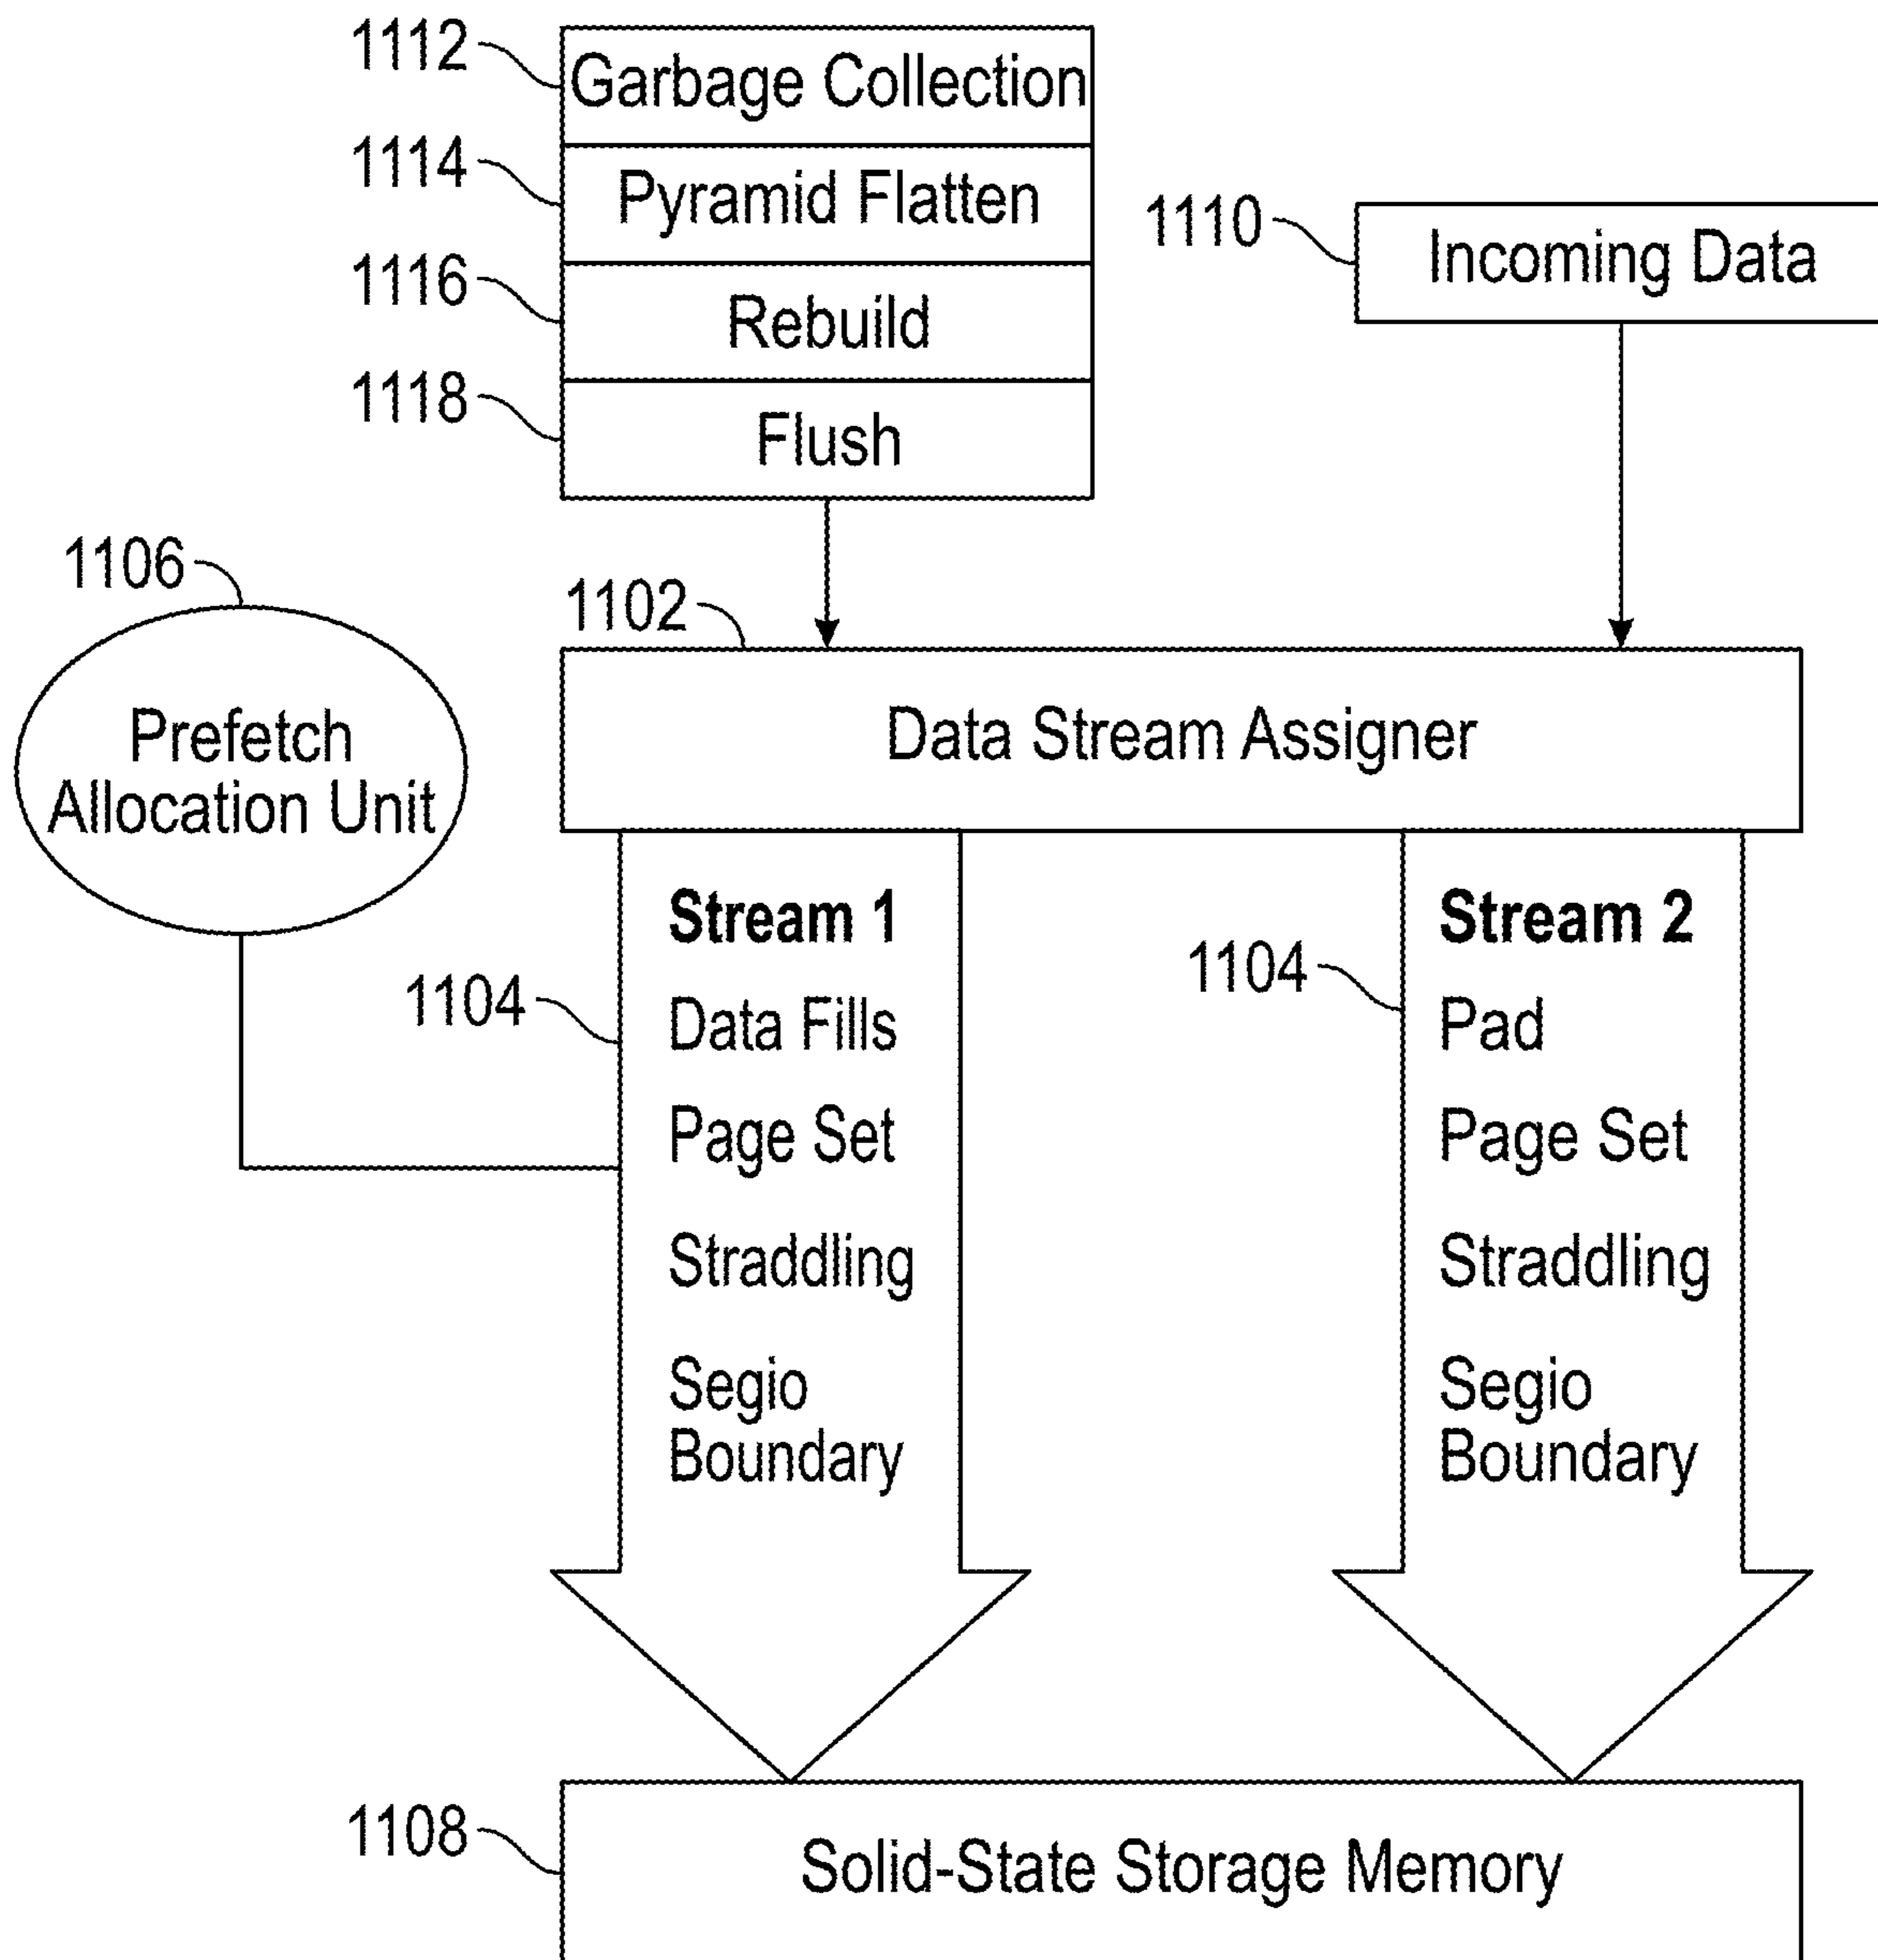 1112
Garbage Collection
1114
Pyramid Flatten
1110
Incoming Data
1116
Rebuild
1118
Flush
1106
Prefetch
Allocation Unit
1102
Data Stream Assigner
1104
Stream 1
Data Fills
Page Set
Straddling
Segio
Boundary
1104
Stream 2
Pad
Page Set
Straddling
Segio
Boundary
1108
Solid-State Storage Memory